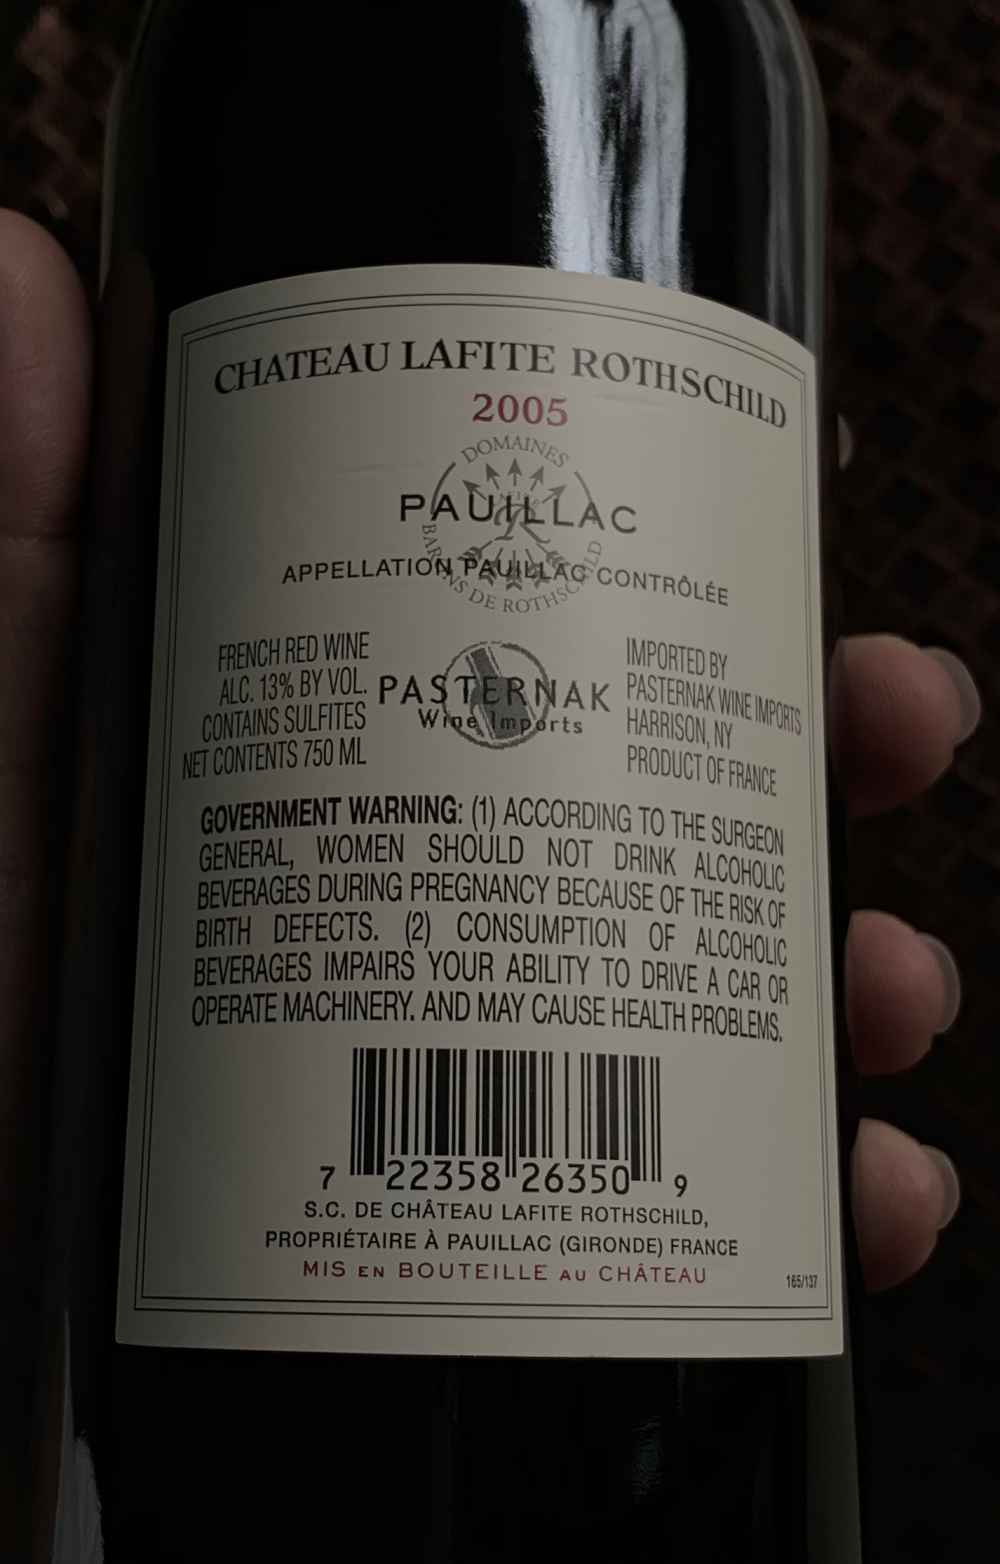 CHATEAU LAFITE ROTHSCHILD
2005
DOMAINES
BARONS DE ROTHSCHILD
PAUILLAC
APPELLATION PAUILLAC CONTRÔLÉE
FRENCH RED WINE
ALC. 13% BY VOL.
CONTAINS SULFITES
NET CONTENTS 750 ML
PASTERNAK
Wine Imports
IMPORTED BY
PASTERNAK WINE IMPORTS
HARRISON, NY
PRODUCT OF FRANCE
GOVERNMENT WARNING: (1) ACCORDING TO THE SURGEON
GENERAL, WOMEN SHOULD NOT DRINK ALCOHOLIC
BEVERAGES DURING PREGNANCY BECAUSE OF THE RISK OF
BIRTH DEFECTS. (2) CONSUMPTION OF ALCOHOLIC
BEVERAGES IMPAIRS YOUR ABILITY TO DRIVE A CAR OR
OPERATE MACHINERY. AND MAY CAUSE HEALTH PROBLEMS.
7 22358 26350 9
S.C. DE CHÂTEAU LAFITE ROTHSCHILD,
PROPRIÉTAIRE À PAUILLAC (GIRONDE) FRANCE
MIS EN BOUTEILLE AU CHÂTEAU
165/137